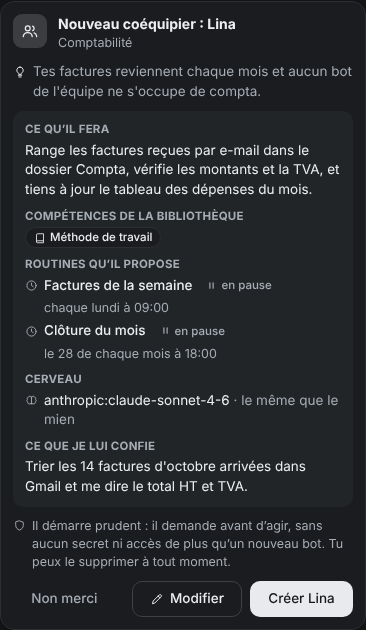 Nouveau coéquipier : Lina
Comptabilité
Tes factures reviennent chaque mois et aucun bot
de l'équipe ne s'occupe de compta.
CE QU'IL FERA
Range les factures reçues par e-mail dans le
dossier Compta, vérifie les montants et la TVA, et
tiens à jour le tableau des dépenses du mois.
COMPÉTENCES DE LA BIBLIOTHÈQUE
Méthode de travail
ROUTINES QU'IL PROPOSE
Factures de la semaine en pause
chaque lundi à 09:00
Clôture du mois en pause
le 28 de chaque mois à 18:00
CERVEAU
anthropic:claude-sonnet-4-6 · le même que le
mien
CE QUE JE LUI CONFIE
Trier les 14 factures d'octobre arrivées dans
Gmail et me dire le total HT et TVA.
Il démarre prudent : il demande avant d'agir, sans
aucun secret ni accès de plus qu'un nouveau bot. Tu
peux le supprimer à tout moment.
Non merci Modifier Créer Lina